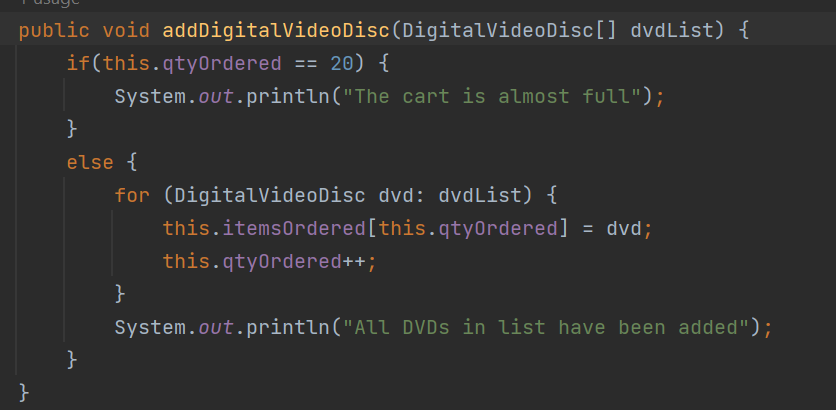 1 usage
public void addDigitalVideoDisc(DigitalVideoDisc[] dvdList) {
    if(this.qtyOrdered == 20) {
        System.out.println("The cart is almost full");
    }
    else {
        for (DigitalVideoDisc dvd: dvdList) {
            this.itemsOrdered[this.qtyOrdered] = dvd;
            this.qtyOrdered++;
        }
        System.out.println("All DVDs in list have been added");
    }
}